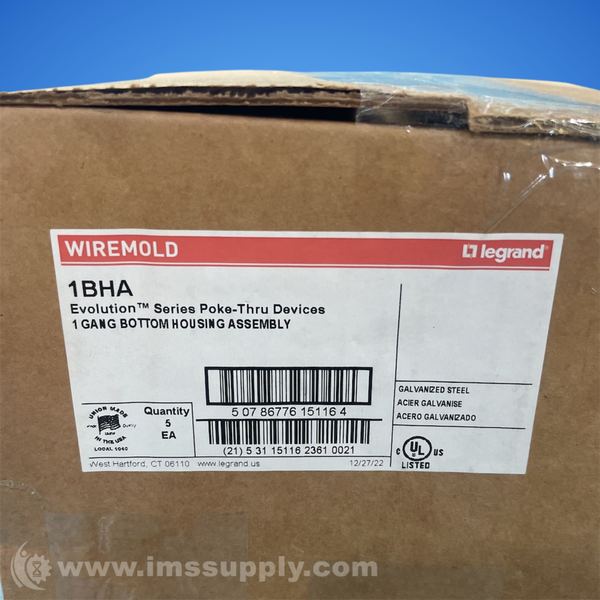 WIREMOLD
legrand
1BHA
Evolution™ Series Poke-Thru Devices
1 GANG BOTTOM HOUSING ASSEMBLY
5 07 86776 15116 4
GALVANIZED STEEL
ACIER GALVANISE
ACERO GALVANIZADO
UNION MADE
IN THE USA
LOCAL 1040
Quantity
5
EA
(21) 5 31 15116 2361 0021
C UL US
LISTED
West Hartford, CT 06110 www.legrand.us 12/27/22
www.imssupply.com